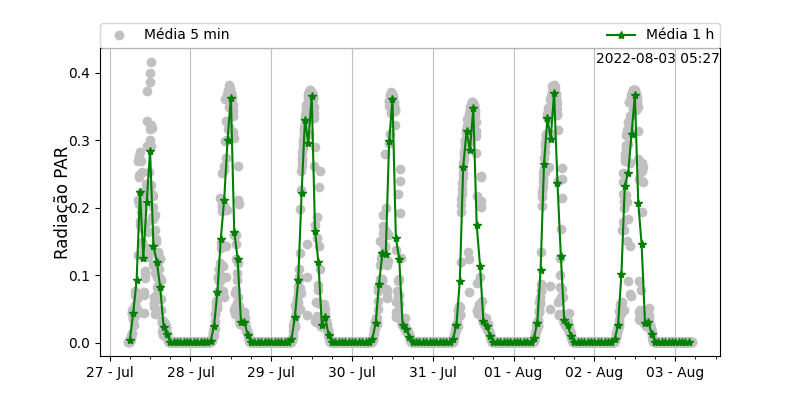 Média 5 min
Média 1 h
2022-08-03 05:27
Radiação PAR
0.4
0.3
0.2
0.1
0.0
27 - Jul
28 - Jul
29 - Jul
30 - Jul
31 - Jul
01 - Aug
02 - Aug
03 - Aug